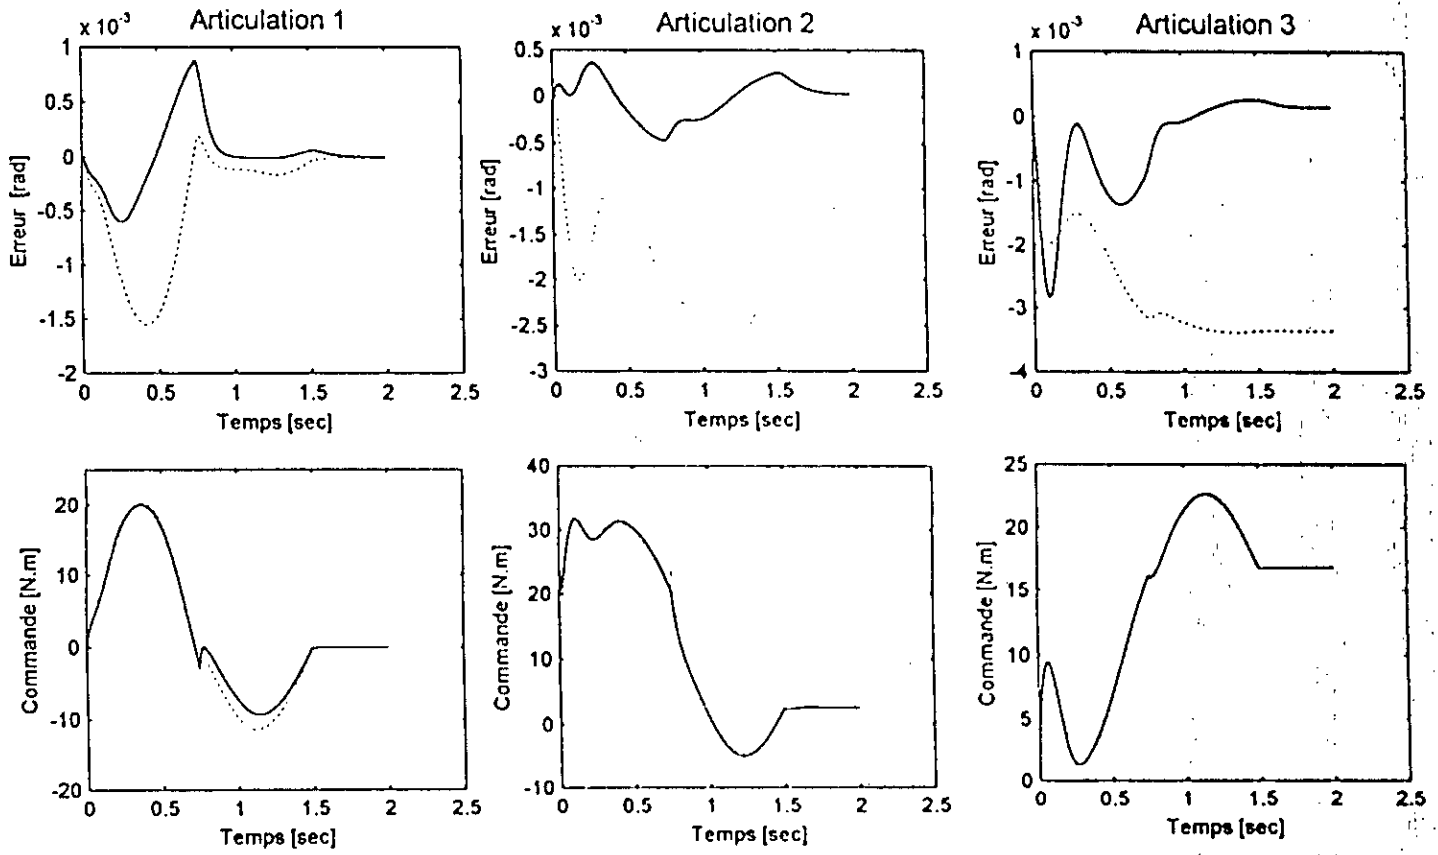 Articulation 1
x 10⁻³
1
0.5
0
-0.5
-1
-1.5
-2
Erreur [rad]
0 0.5 1 1.5 2 2.5
Temps [sec]
Articulation 2
x 10⁻³
0.5
0
-0.5
-1
-1.5
-2
-2.5
-3
Erreur [rad]
0 0.5 1 1.5 2 2.5
Temps [sec]
Articulation 3
x 10⁻³
1
0
-1
-2
-3
-4
Erreur [rad]
0 0.5 1 1.5 2 2.5
Temps [sec]
20
10
0
-10
-20
Commande [N.m]
0 0.5 1 1.5 2 2.5
Temps [sec]
40
30
20
10
0
-10
Commande [N.m]
0 0.5 1 1.5 2 2.5
Temps [sec]
25
20
15
10
5
0
Commande [N.m]
0 0.5 1 1.5 2 2.5
Temps [sec]